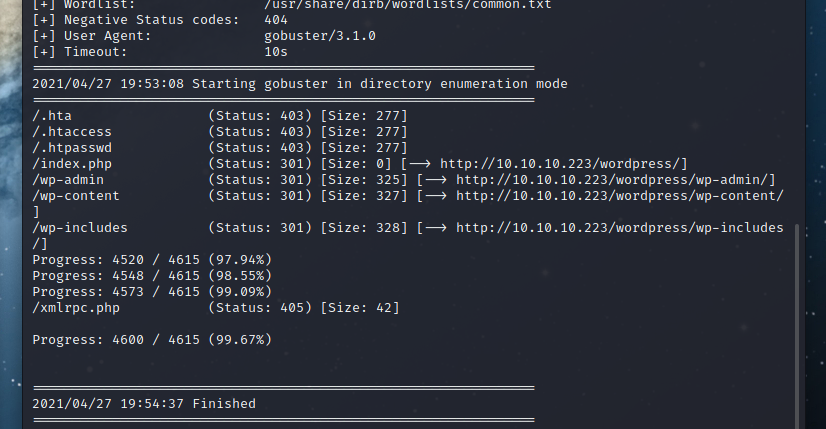 [+] Wordlist:                /usr/share/dirb/wordlists/common.txt
[+] Negative Status codes:   404
[+] User Agent:              gobuster/3.1.0
[+] Timeout:                 10s
===============================================================
2021/04/27 19:53:08 Starting gobuster in directory enumeration mode
===============================================================
/.hta                 (Status: 403) [Size: 277]
/.htaccess            (Status: 403) [Size: 277]
/.htpasswd            (Status: 403) [Size: 277]
/index.php            (Status: 301) [Size: 0] [--> http://10.10.10.223/wordpress/]
/wp-admin             (Status: 301) [Size: 325] [--> http://10.10.10.223/wordpress/wp-admin/]
/wp-content           (Status: 301) [Size: 327] [--> http://10.10.10.223/wordpress/wp-content/
]
/wp-includes          (Status: 301) [Size: 328] [--> http://10.10.10.223/wordpress/wp-includes
/]
Progress: 4520 / 4615 (97.94%)
Progress: 4548 / 4615 (98.55%)
Progress: 4573 / 4615 (99.09%)
/xmlrpc.php           (Status: 405) [Size: 42]
Progress: 4600 / 4615 (99.67%)
===============================================================
2021/04/27 19:54:37 Finished
===============================================================